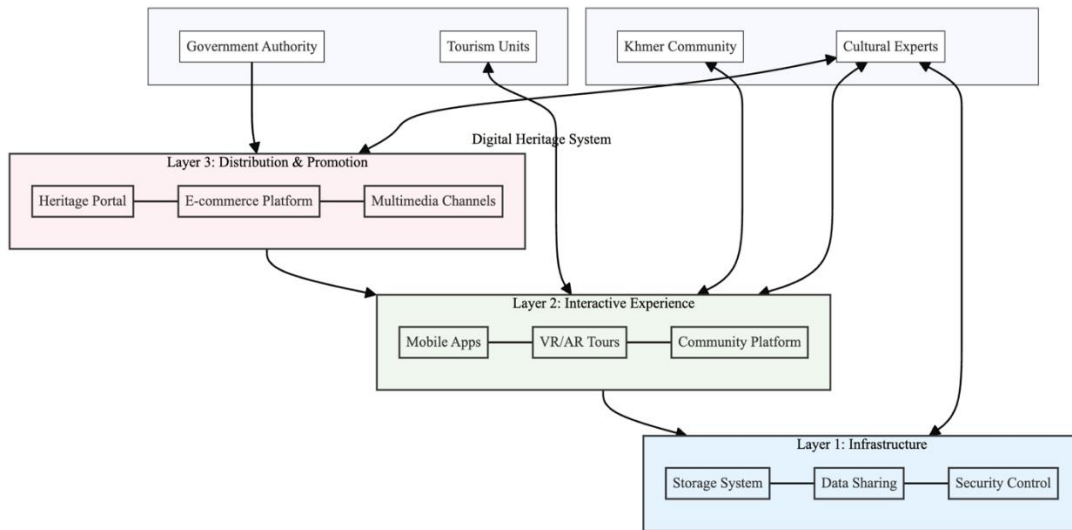 Government Authority
Tourism Units
Khmer Community
Cultural Experts
Digital Heritage System
Layer 3: Distribution & Promotion
Heritage Portal
E-commerce Platform
Multimedia Channels
Layer 2: Interactive Experience
Mobile Apps
VR/AR Tours
Community Platform
Layer 1: Infrastructure
Storage System
Data Sharing
Security Control